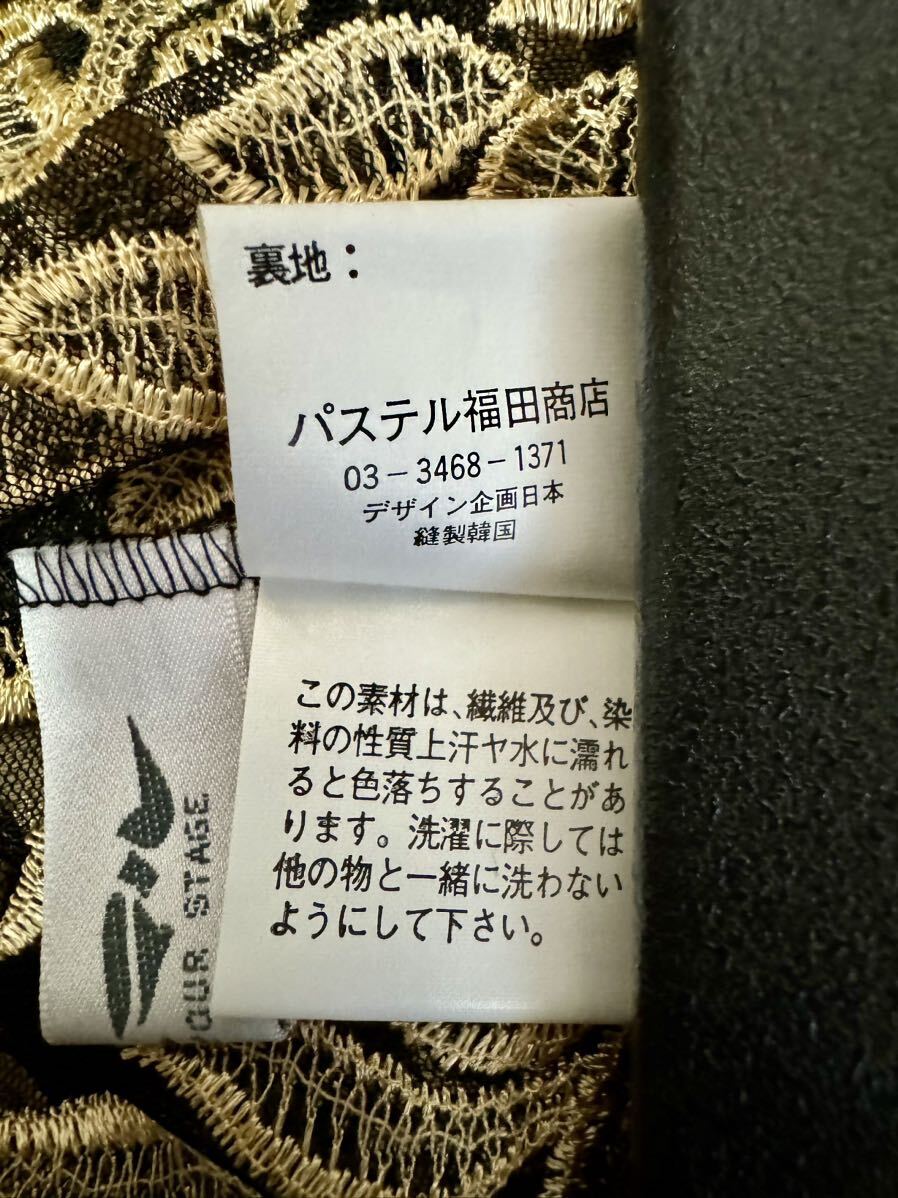 裏地：
パステル福田商店
03－3468－1371
デザイン企画日本
縫製韓国
この素材は、繊維及び、染
料の性質上汗ヤ水に濡れ
ると色落ちすることがあ
ります。洗濯に際しては
他の物と一緒に洗わない
ようにして下さい。
STAGE